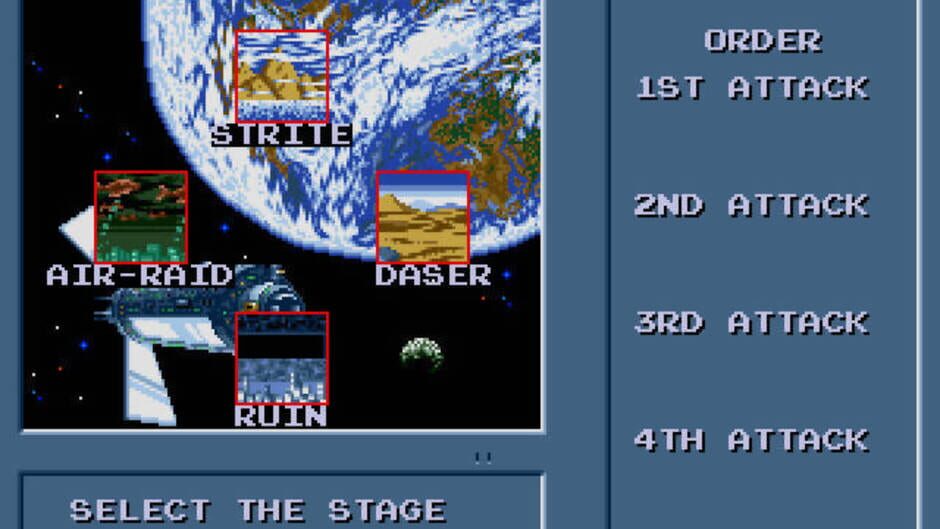 STRITE
AIR-RAID
DASER
RUIN
ORDER
1ST ATTACK
2ND ATTACK
3RD ATTACK
4TH ATTACK
!!
SELECT THE STAGE